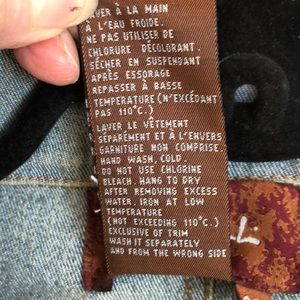 LAVER À LA MAIN
À L'EAU FROIDE.
NE PAS UTILISER DE
CHLORURE DÉCOLORANT.
SÉCHER EN SUSPENDANT
APRÈS ESSORAGE
REPASSER À BASSE
TEMPÉRATURE (N'EXCÉDANT
PAS 110°C.)
LAVER LE VÊTEMENT
SÉPARÉMENT ET À L'ENVERS
GARNITURE NON COMPRISE.
HAND WASH, COLD.
DO NOT USE CHLORINE
BLEACH. HANG TO DRY
AFTER REMOVING EXCESS
WATER. IRON AT LOW
TEMPERATURE
(NOT EXCEEDING 110°C.)
EXCLUSIVE OF TRIM
WASH IT SEPARATELY
AND FROM THE WRONG SIDE